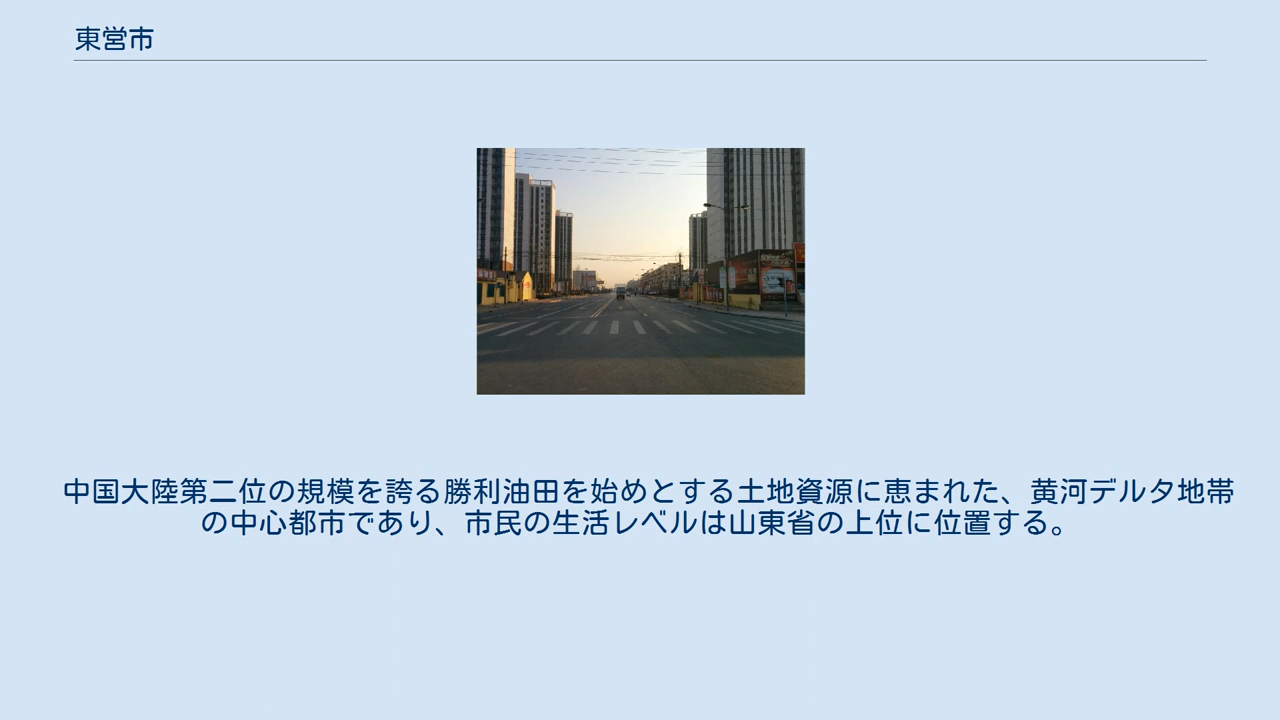 東営市
中国大陸第二位の規模を誇る勝利油田を始めとする土地資源に恵まれた、黄河デルタ地帯
の中心都市であり、市民の生活レベルは山東省の上位に位置する。